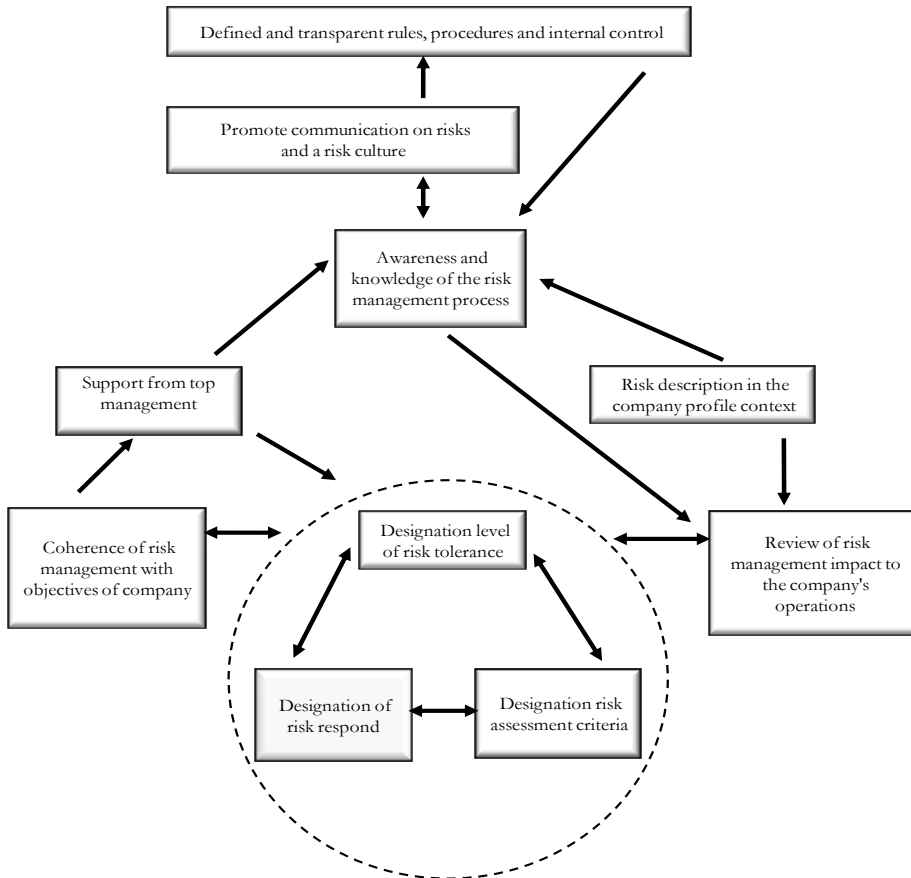 Defined and transparent rules, procedures and internal control
Promote communication on risks
and a risk culture
Awareness and
knowledge of the risk
management process
Support from top
management
Risk description in the
company profile context
Coherence of risk
management with
objectives of company
Designation level
of risk tolerance
Review of risk
management impact to
the company's
operations
Designation of
risk respond
Designation risk
assessment criteria